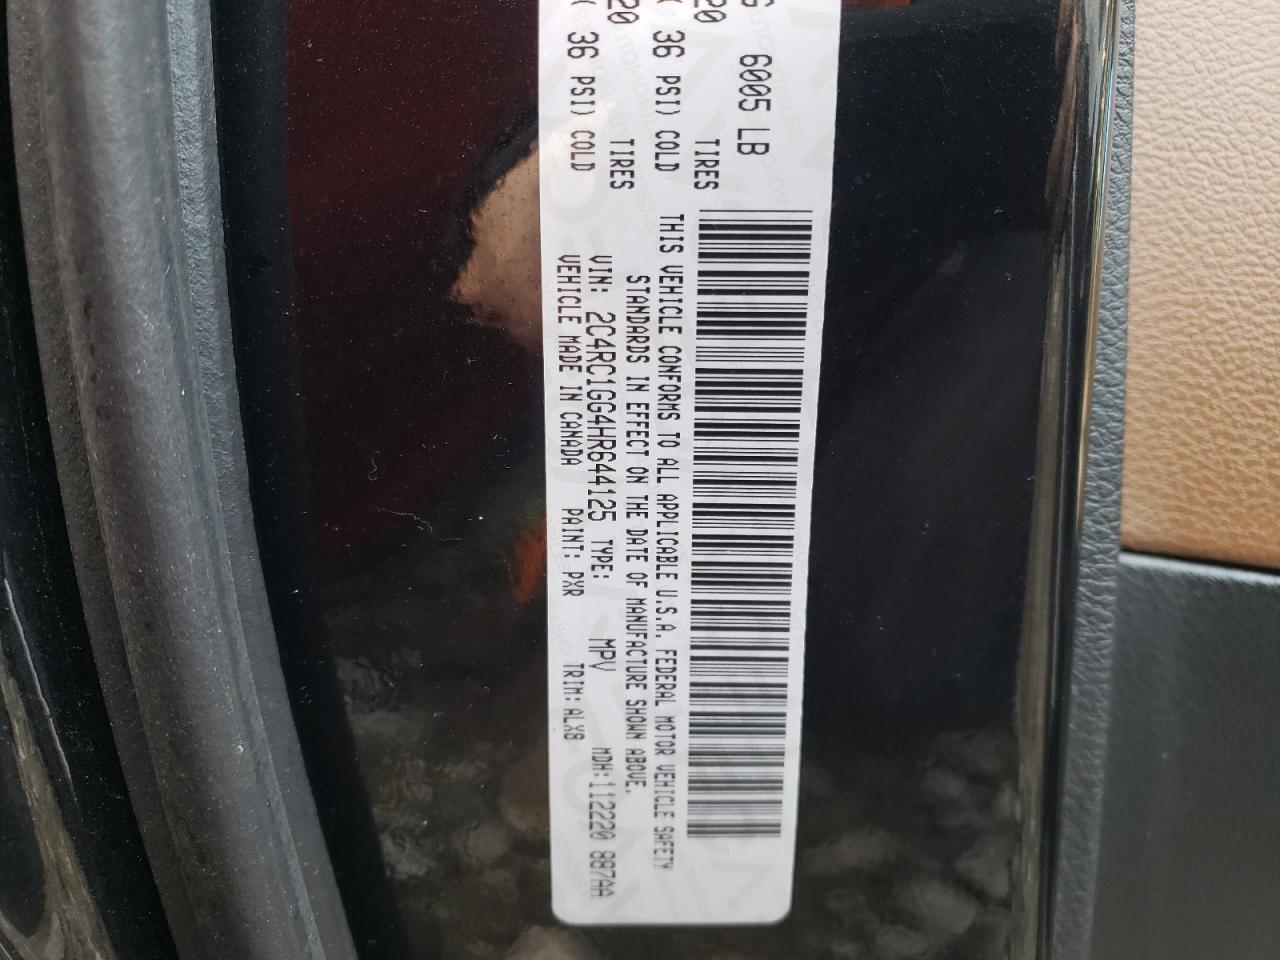 6005 LB
20 TIRES
36 PSI) COLD
20 TIRES
36 PSI) COLD
THIS VEHICLE CONFORMS TO ALL APPLICABLE U.S.A. FEDERAL MOTOR VEHICLE SAFETY
STANDARDS IN EFFECT ON THE DATE OF MANUFACTURE SHOWN ABOVE.
VIN: 2C4RC1GG4HR644125 TYPE: MPV MDH:112220 887AA
VEHICLE MADE IN CANADA PAINT: PXR TRIM: ALX8